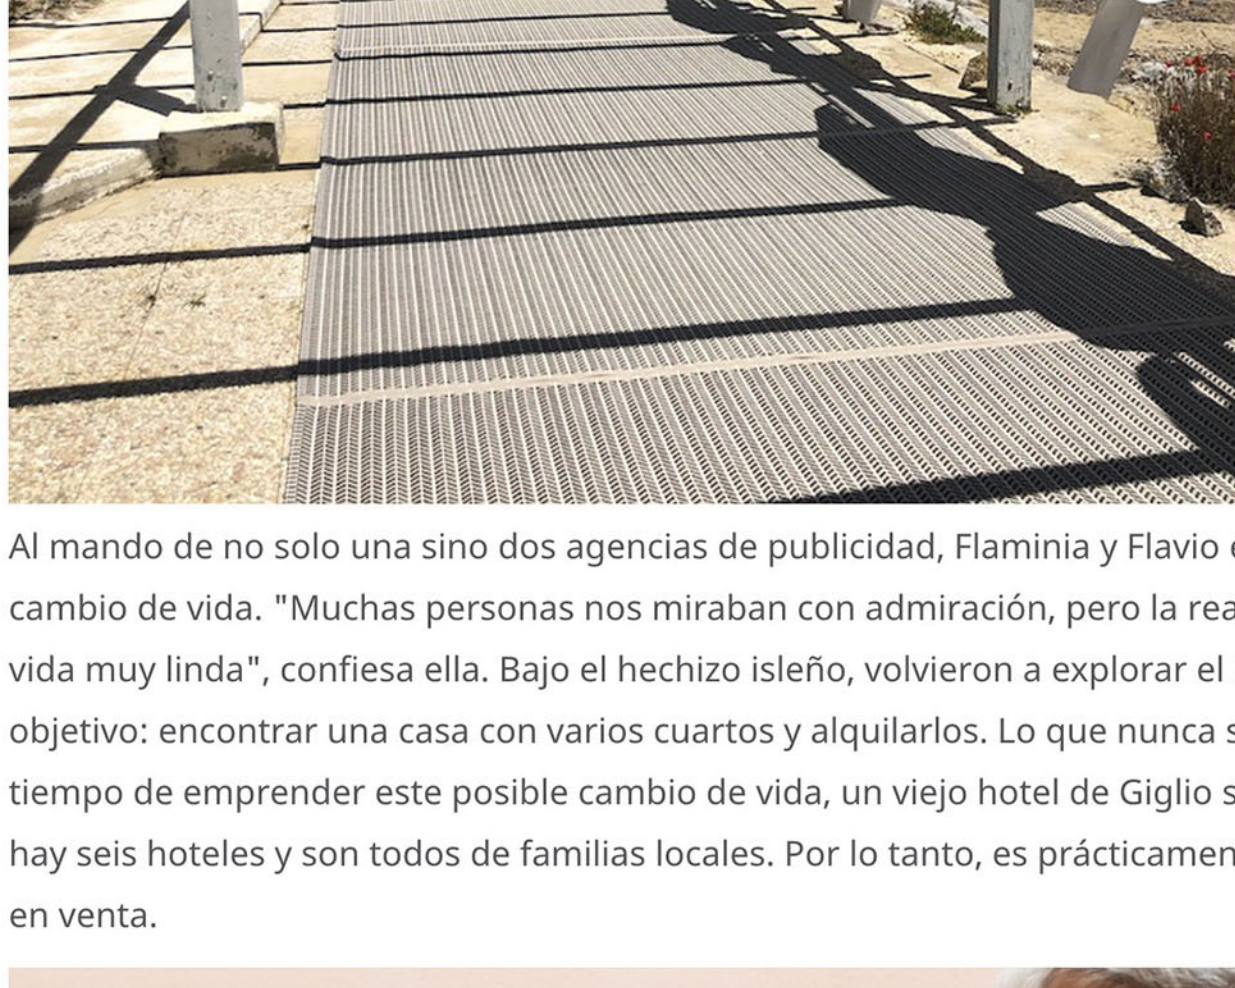 Al mando de no solo una sino dos agencias de publicidad, Flaminia y Flavio
cambio de vida. "Muchas personas nos miraban con admiración, pero la
vida muy linda", confiesa ella. Bajo el hechizo isleño, volvieron a explorar el
objetivo: encontrar una casa con varios cuartos y alquilarlos. Lo que nunca
tiempo de emprender este posible cambio de vida, un viejo hotel de Giglio
hay seis hoteles y son todos de familias locales. Por lo tanto, es
en venta.